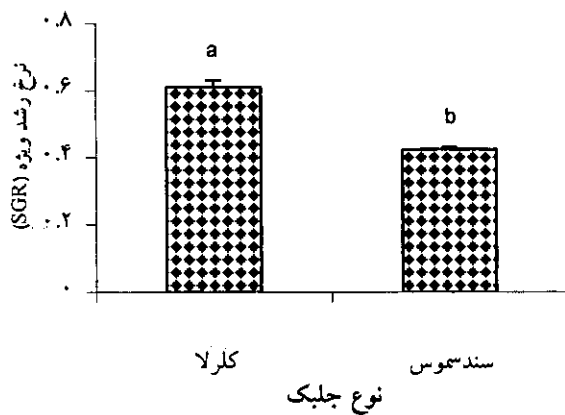 ۰.۸
۰.۶
۰.۴
۰.۲
۰
نرخ رشد ویژه (SGR)
a
b
کلرلا
سندسموس
نوع جلبک